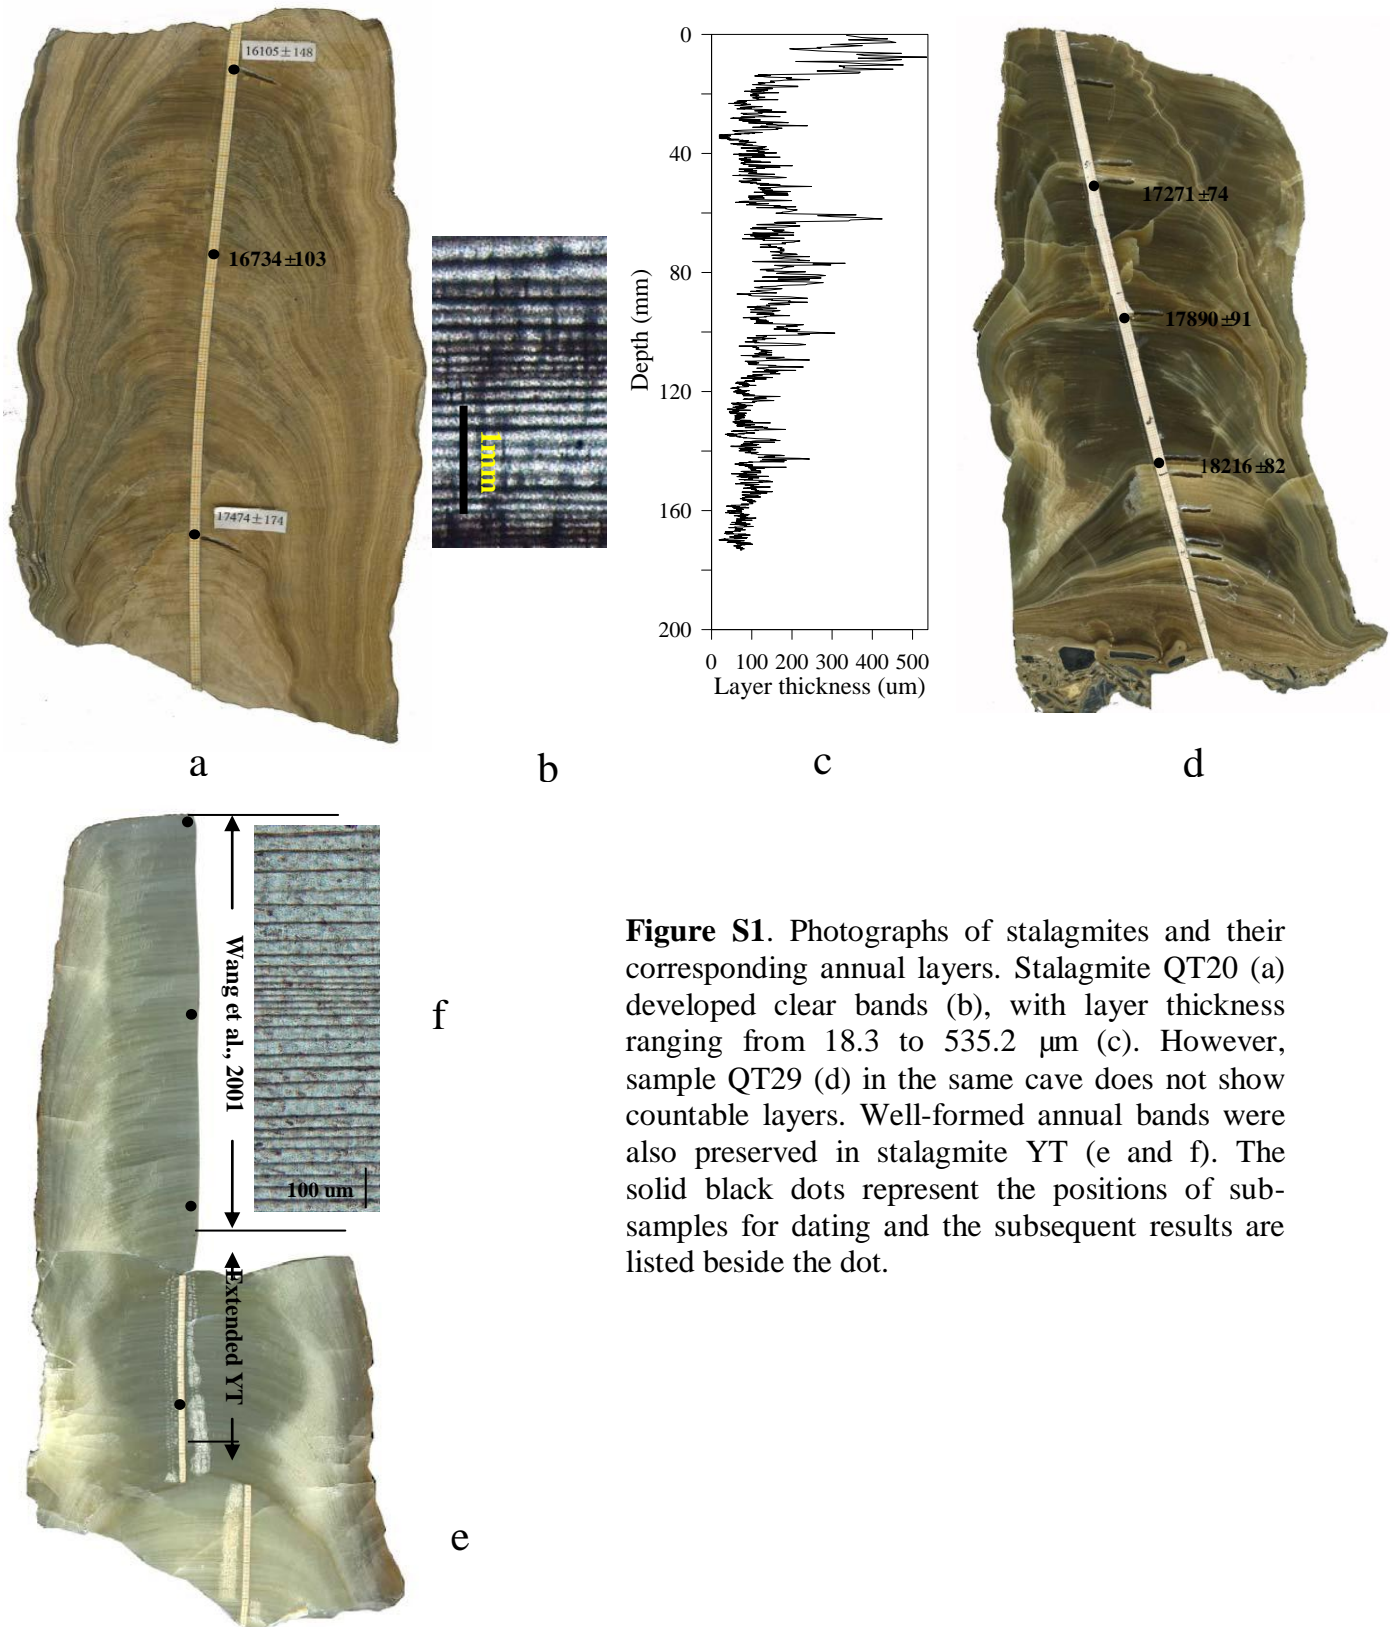 16105±148
16734±103
17474±174
a
1mm
b
0
40
80
120
160
200
Depth (mm)
0 100 200 300 400 500
Layer thickness (um)
c
17271±74
17890±91
18216±82
d
Wang et al., 2001
Extended YT
100 um
f
e
Figure S1. Photographs of stalagmites and their
corresponding annual layers. Stalagmite QT20 (a)
developed clear bands (b), with layer thickness
ranging from 18.3 to 535.2 μm (c). However,
sample QT29 (d) in the same cave does not show
countable layers. Well-formed annual bands were
also preserved in stalagmite YT (e and f). The
solid black dots represent the positions of sub-
samples for dating and the subsequent results are
listed beside the dot.